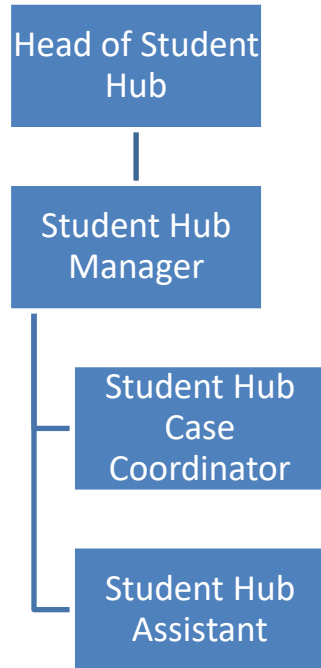 Head of Student
Hub
Student Hub
Manager
Student Hub
Case
Coordinator
Student Hub
Assistant